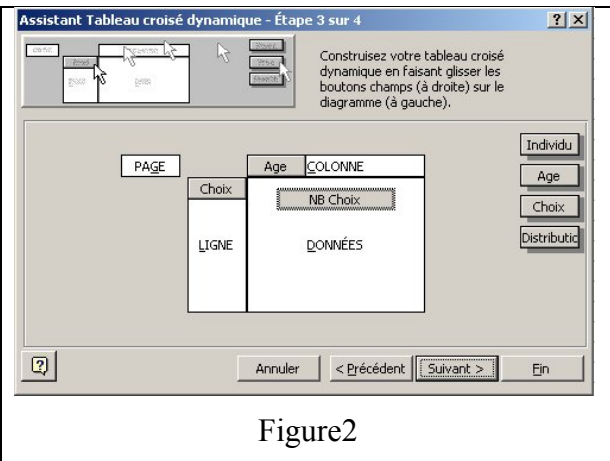 Assistant Tableau croisé dynamique - Étape 3 sur 4
Construisez votre tableau croisé
dynamique en faisant glisser les
boutons champs (à droite) sur le
diagramme (à gauche).
PAGE
Age
COLONNE
Choix
NB Choix
LIGNE
DONNÉES
Individu
Age
Choix
Distributic
Annuler
< Précédent
Suivant >
Fin
Figure2